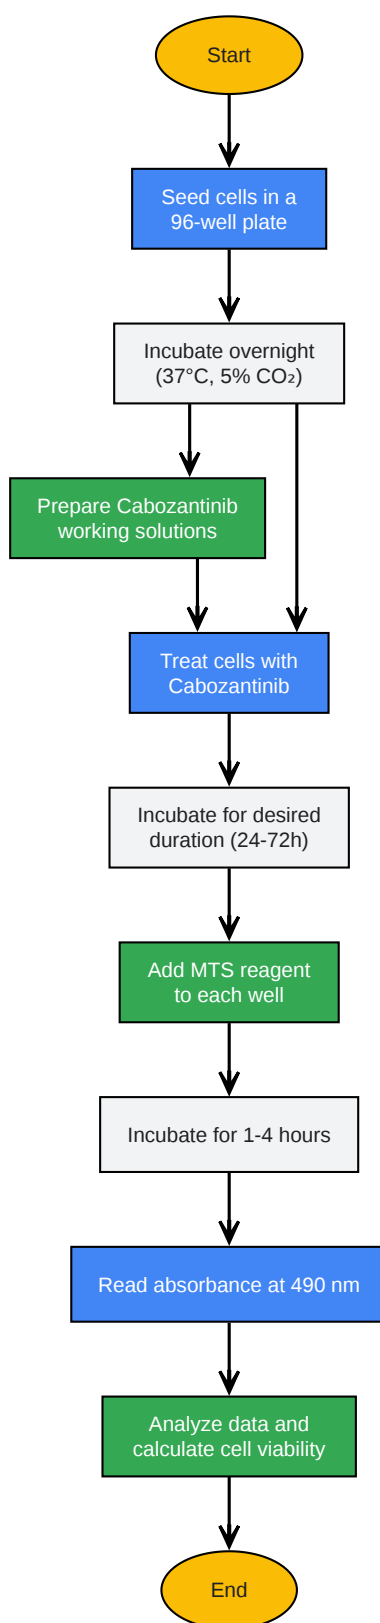 Start
Seed cells in a
96-well plate
Incubate overnight
(37°C, 5% CO₂)
Prepare Cabozantinib
working solutions
Treat cells with
Cabozantinib
Incubate for desired
duration (24-72h)
Add MTS reagent
to each well
Incubate for 1-4 hours
Read absorbance at 490 nm
Analyze data and
calculate cell viability
End